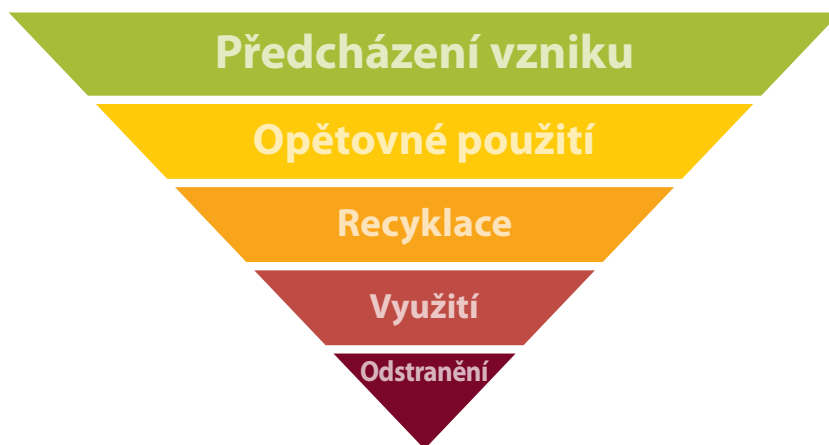 Předcházení vzniku
Opětovné použití
Recyklace
Využití
Odstranění